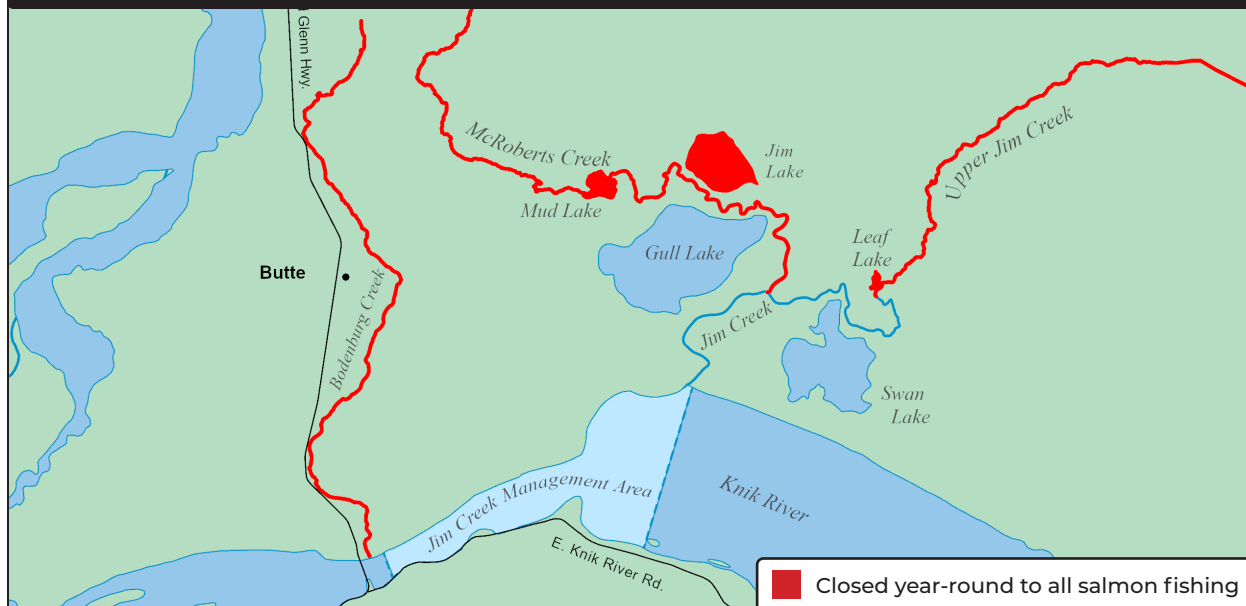 Glenn Hwy.
McRoberts Creek
Jim
Lake
Upper Jim Creek
Mud Lake
Leaf
Lake
Gull Lake
Butte
Bodenburg Creek
Jim Creek
Swan
Lake
Jim Creek Management Area
Knik River
E. Knik River Rd.
Closed year-round to all salmon fishing